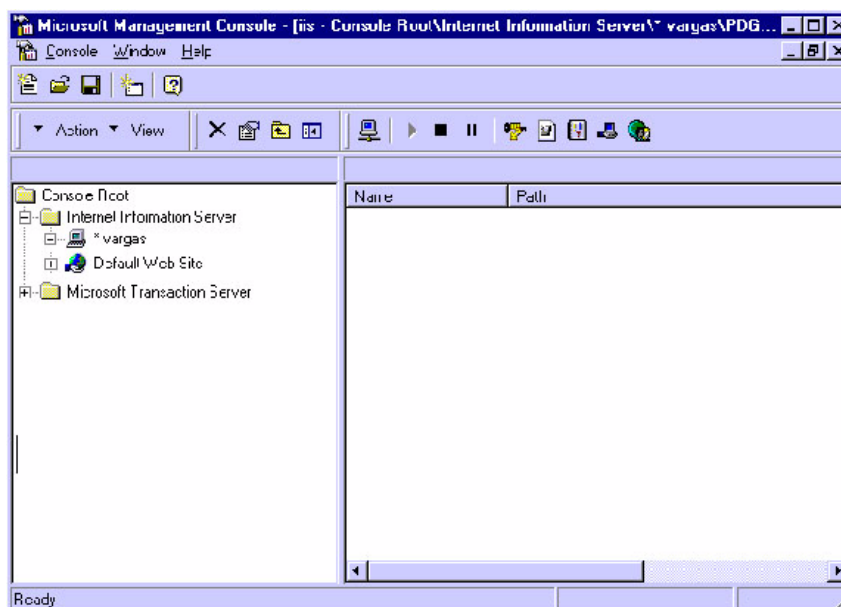 Microsoft Management Console - [iis - Console Root\Internet Information Server\* vargas\PDG...
Console Window Help
Action View
Console Root
Internet Information Server
* vargas
Default Web Site
Microsoft Transaction Server
Name Path
Ready